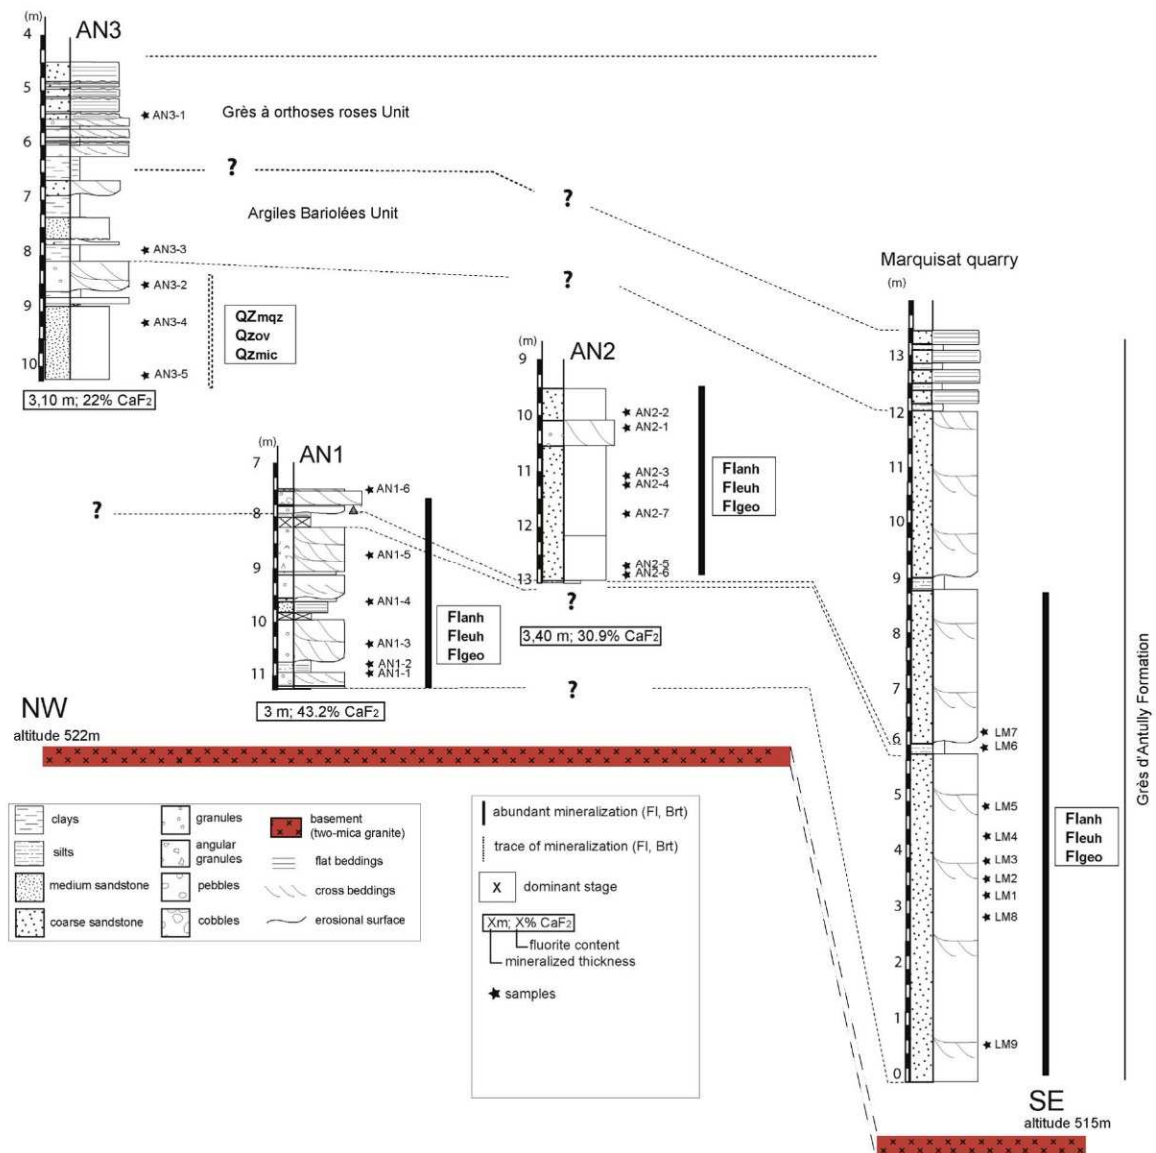 (m)
AN3
4
5
6
7
8
9
10
AN3-1
AN3-3
AN3-2
AN3-4
AN3-5
3,10 m; 22% CaF2
Grès à orthoses roses Unit
?
Argiles Bariolées Unit
?
?
QZmqz
Qzov
Qzmic
Marquisat quarry
(m)
13
12
11
10
9
8
7
6
5
4
3
2
1
0
LM7
LM6
LM5
LM4
LM3
LM2
LM1
LM8
LM9
Flanh
Fleuh
Flgeo
Grès d'Antully Formation
(m)
AN2
9
10
11
12
13
AN2-2
AN2-1
AN2-3
AN2-4
AN2-7
AN2-5
AN2-6
Flanh
Fleuh
Flgeo
?
3,40 m; 30.9% CaF2
(m)
AN1
7
8
9
10
11
?
AN1-6
AN1-5
AN1-4
AN1-3
AN1-2
AN1-1
Flanh
Fleuh
Flgeo
?
3 m; 43.2% CaF2
NW
altitude 522m
SE
altitude 515m
clays
silts
medium sandstone
coarse sandstone
granules
angular
granules
pebbles
cobbles
basement
(two-mica granite)
flat beddings
cross beddings
erosional surface
abundant mineralization (Fl, Brt)
trace of mineralization (Fl, Brt)
X dominant stage
Xm; X% CaF2
fluorite content
mineralized thickness
samples